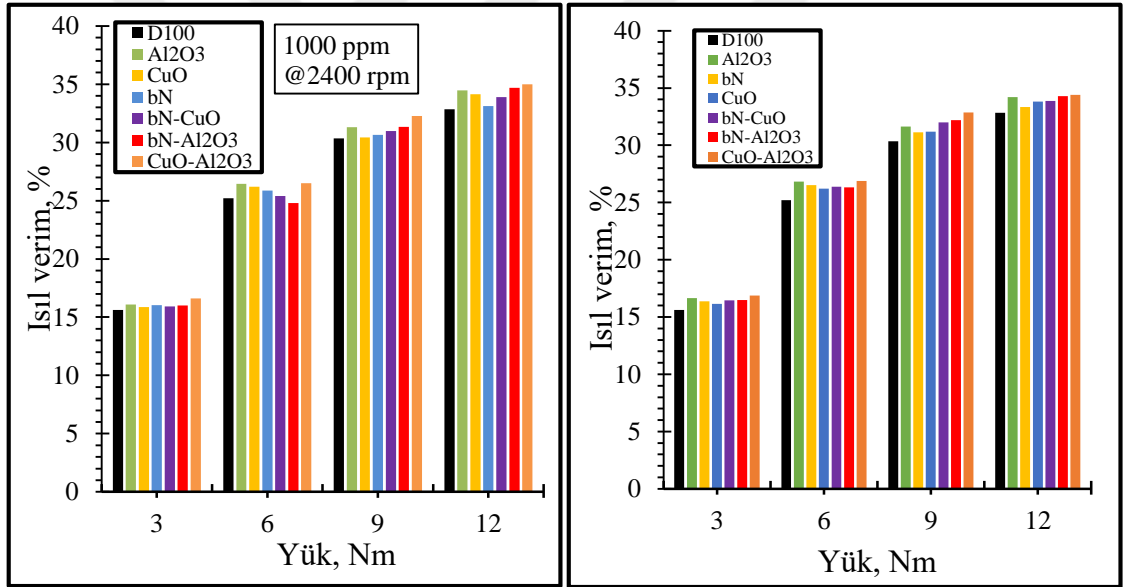 40
35
30
25
20
15
10
5
0
Isıl verim, %
D100
Al2O3
CuO
bN
bN-CuO
bN-Al2O3
CuO-Al2O3
1000 ppm
@2400 rpm
3 6 9 12
Yük, Nm
40
35
30
25
20
15
10
5
0
Isıl verim, %
D100
Al2O3
bN
CuO
bN-CuO
bN-Al2O3
CuO-Al2O3
3 6 9 12
Yük, Nm